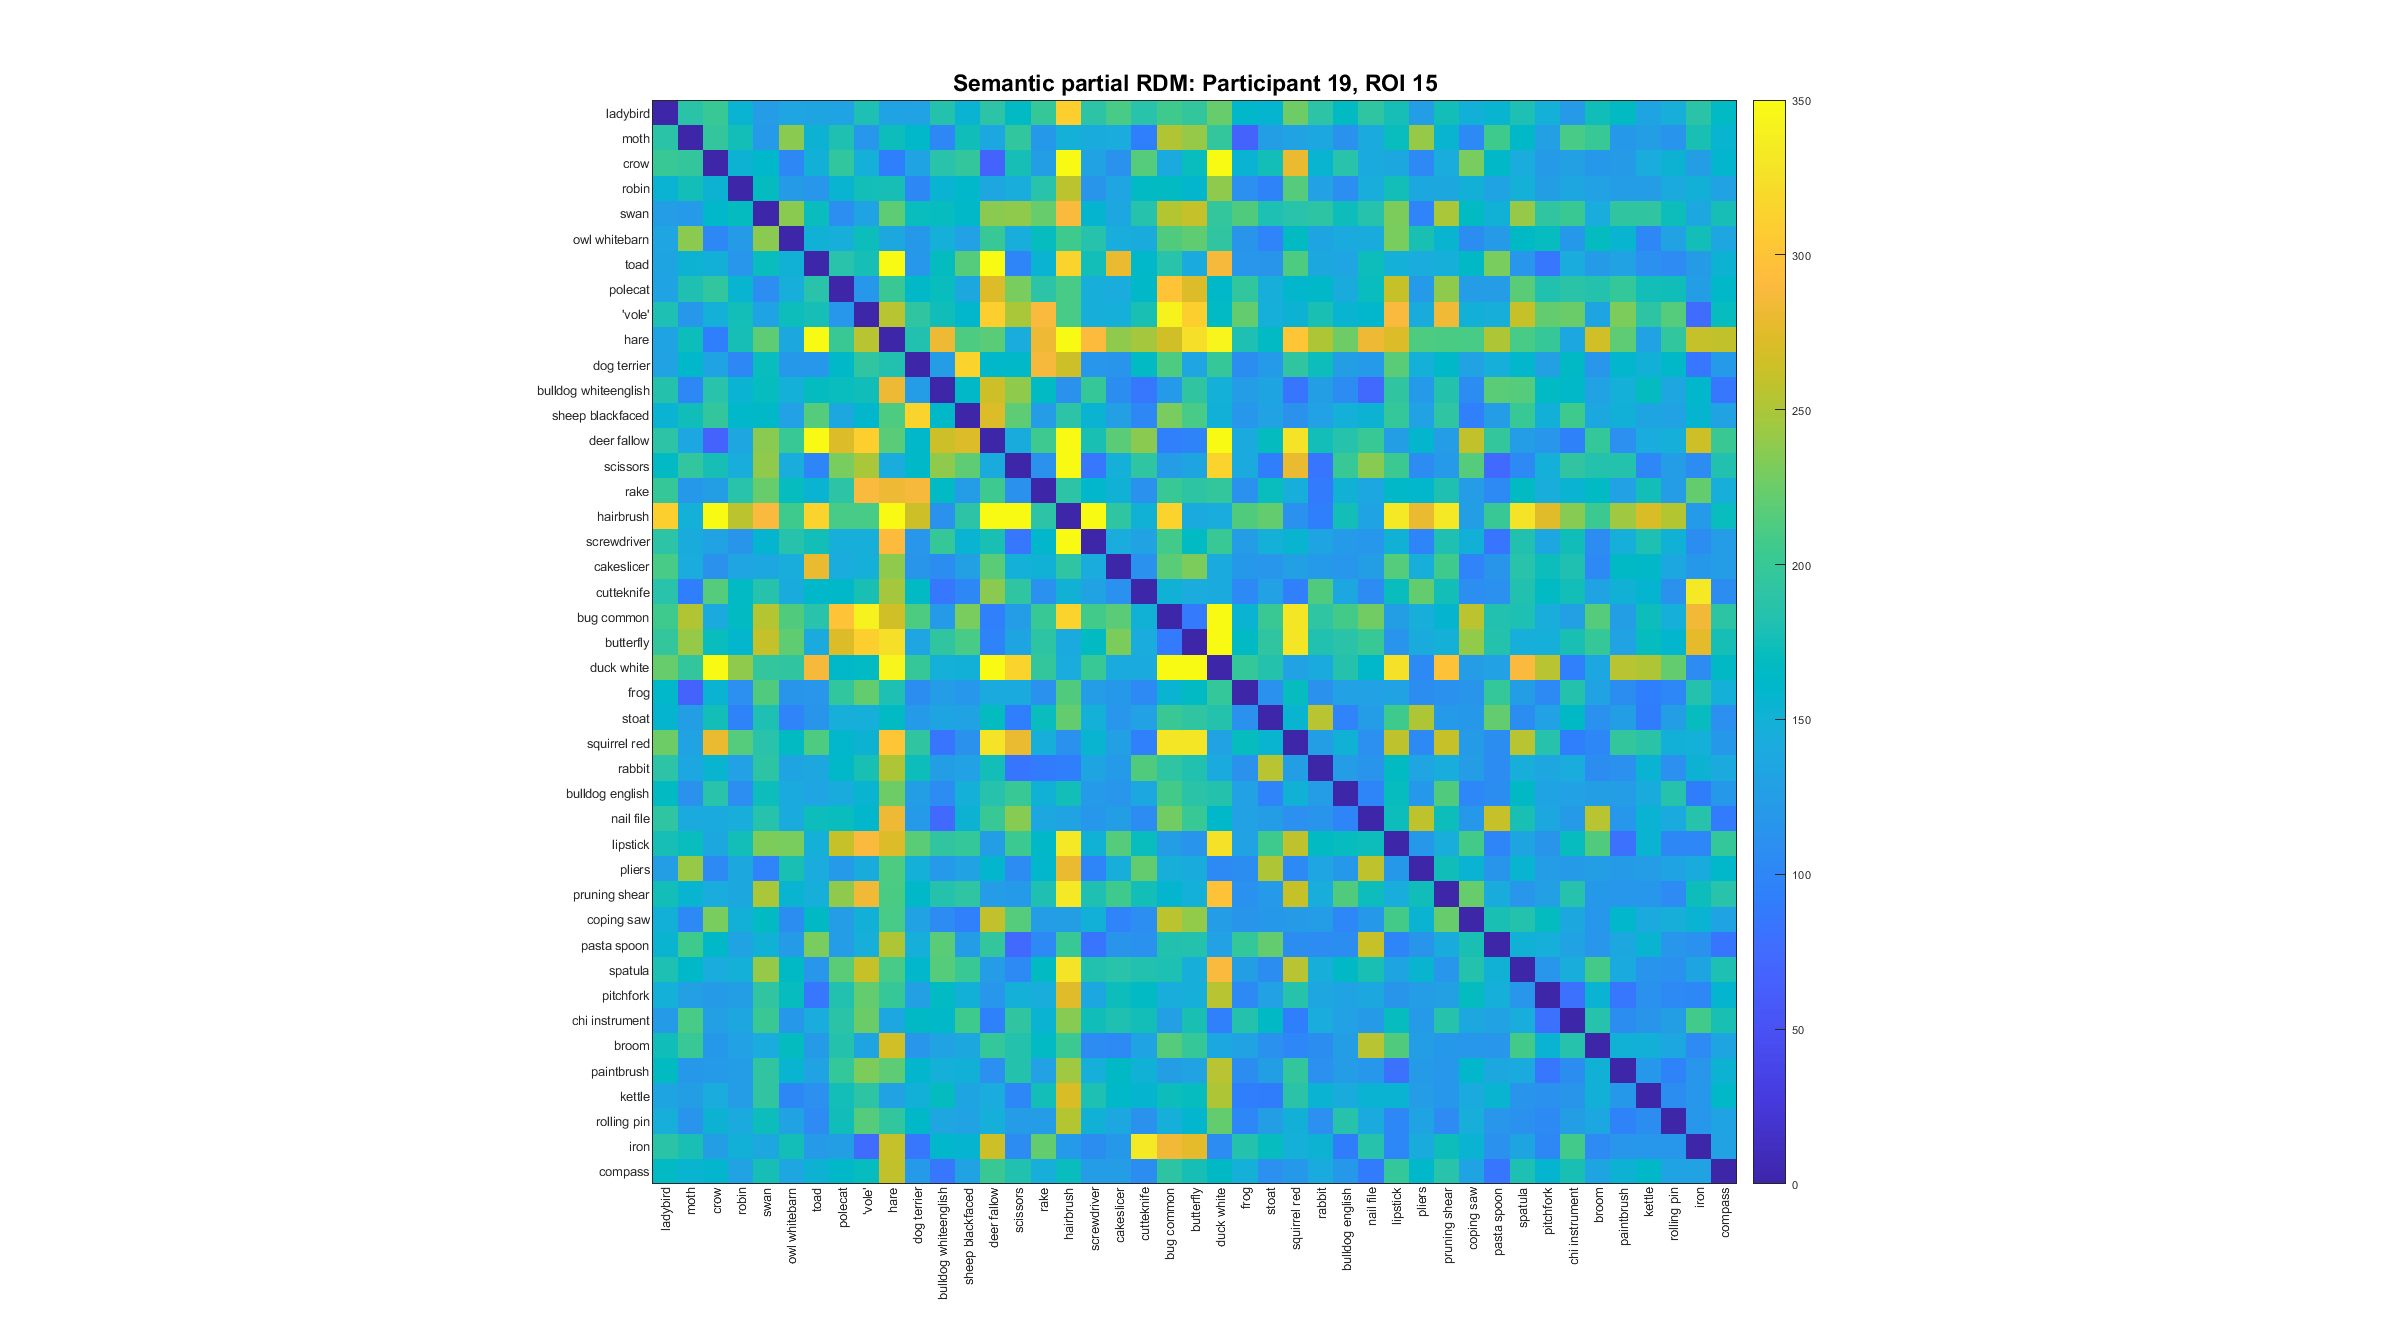 Semantic partial RDM: Participant 19, ROI 15
ladybird
moth
crow
robin
swan
owl whitebarn
toad
polecat
'vole'
hare
dog terrier
bulldog whiteenglish
sheep blackfaced
deer fallow
scissors
rake
hairbrush
screwdriver
cakeslicer
cutteknife
bug common
butterfly
duck white
frog
stoat
squirrel red
rabbit
bulldog english
nail file
lipstick
pliers
pruning shear
coping saw
pasta spoon
spatula
pitchfork
chi instrument
broom
paintbrush
kettle
rolling pin
iron
compass
ladybird
moth
crow
robin
swan
owl whitebarn
toad
polecat
'vole'
hare
dog terrier
bulldog whiteenglish
sheep blackfaced
deer fallow
scissors
rake
hairbrush
screwdriver
cakeslicer
cutteknife
bug common
butterfly
duck white
frog
stoat
squirrel red
rabbit
bulldog english
nail file
lipstick
pliers
pruning shear
coping saw
pasta spoon
spatula
pitchfork
chi instrument
broom
paintbrush
kettle
rolling pin
iron
compass
350
300
250
200
150
100
50
0